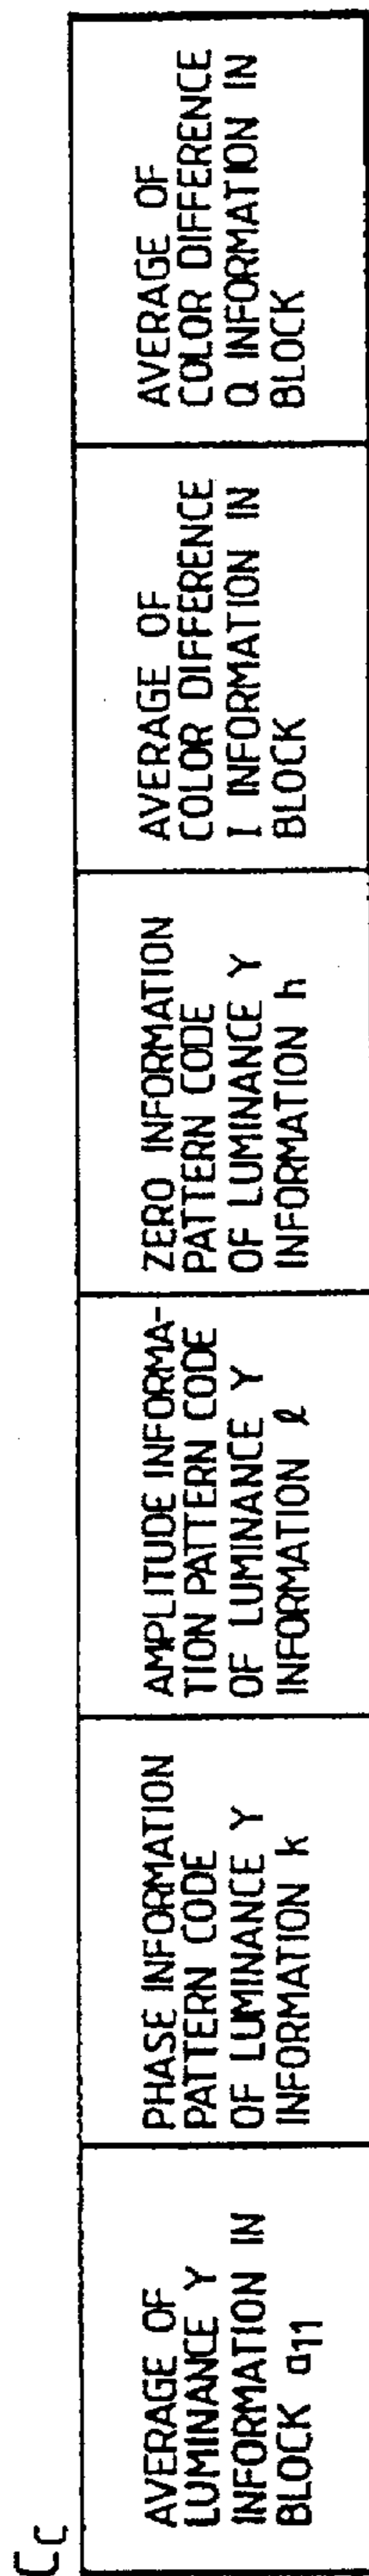 Cc
AVERAGE OF
LUMINANCE Y
INFORMATION IN
BLOCK a11
PHASE INFORMATION
PATTERN CODE
OF LUMINANCE Y
INFORMATION k
AMPLITUDE INFORMA-
TION PATTERN CODE
OF LUMINANCE Y
INFORMATION ℓ
ZERO INFORMATION
PATTERN CODE
OF LUMINANCE Y
INFORMATION h
AVERAGE OF
COLOR DIFFERENCE
I INFORMATION IN
BLOCK
AVERAGE OF
COLOR DIFFERENCE
Q INFORMATION IN
BLOCK